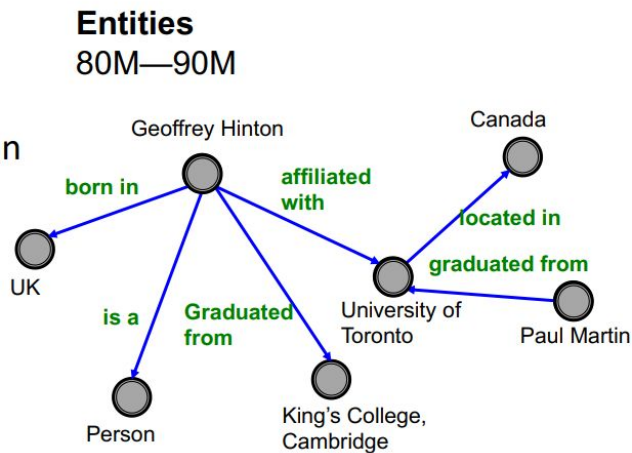 Entities
80M—90M
n
Geoffrey Hinton
Canada
born in
affiliated
with
located in
graduated from
UK
is a
Graduated
from
University of
Toronto
Paul Martin
Person
King's College,
Cambridge